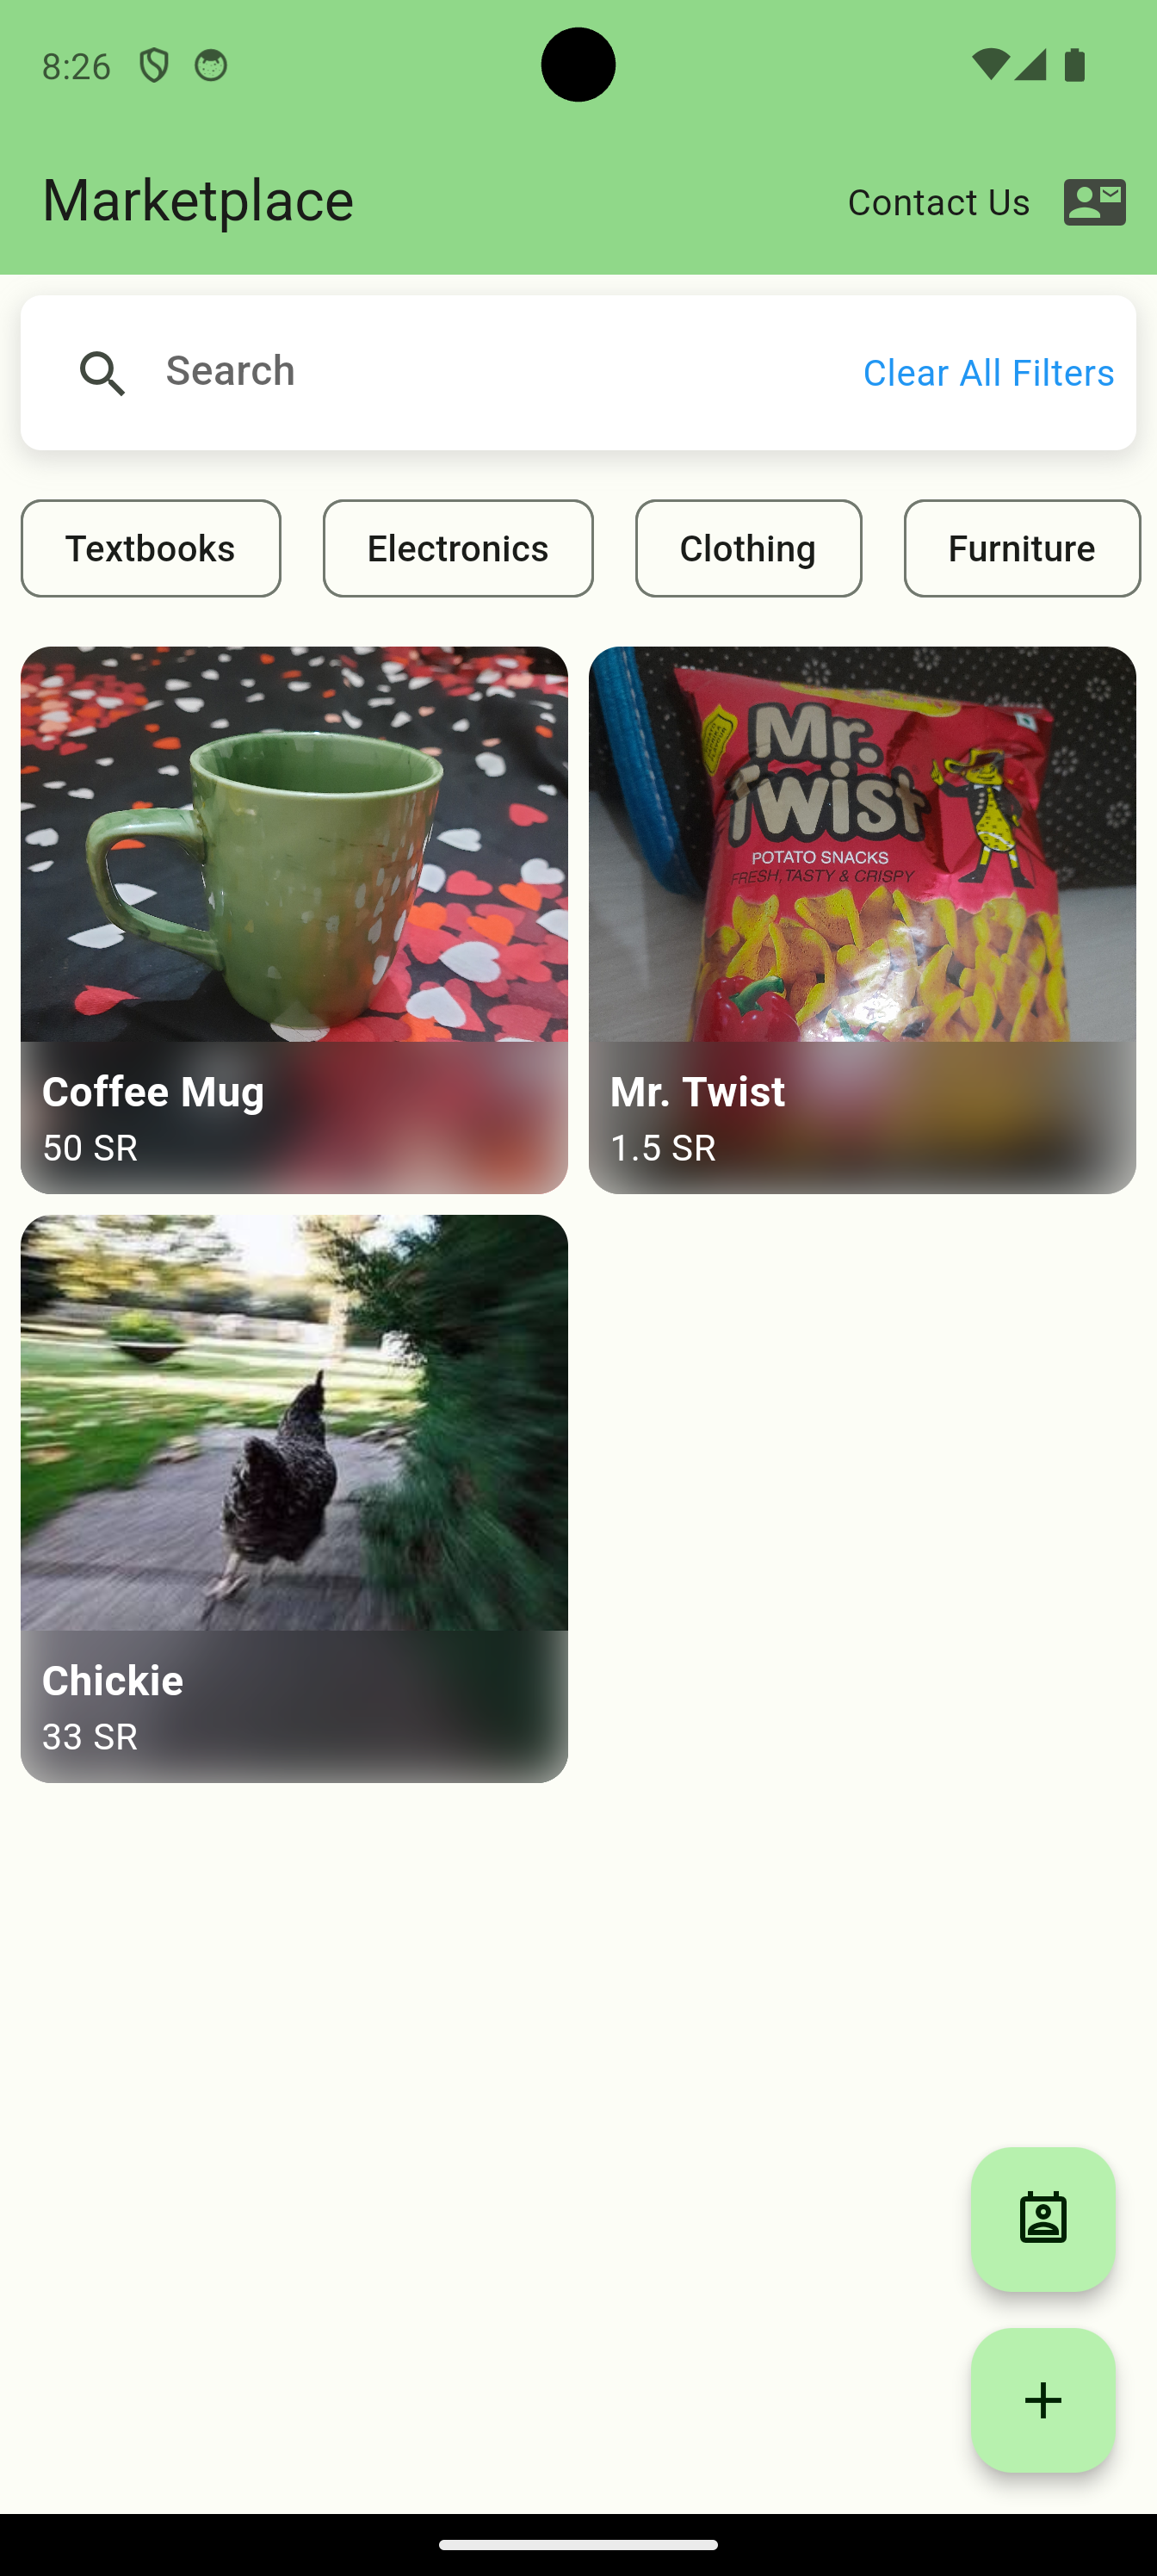 8:26
Marketplace
Contact Us
Search
Clear All Filters
Textbooks
Electronics
Clothing
Furniture
Mr.
Twist
POTATO SNACKS
FRESH, TASTY & CRISPY
Coffee Mug
50 SR
Mr. Twist
1.5 SR
Chickie
33 SR